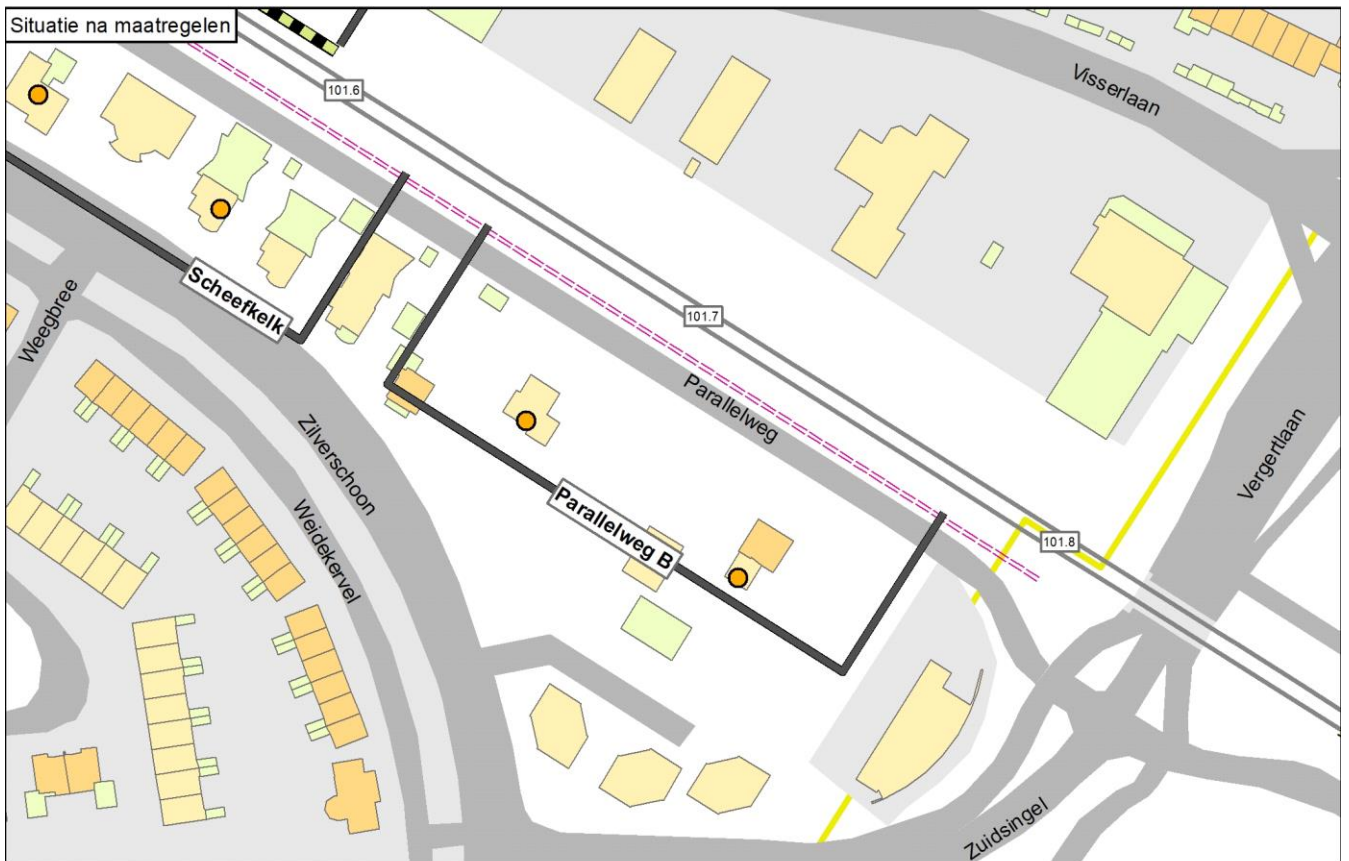 Situatie na maatregelen
101.6
Visserlaan
Scheefkelk
Weegbree
101.7
Parallelweg
Zilverschoon
Vergertlaan
Weidekervel
Parallelweg B
101.8
Zuidsingel